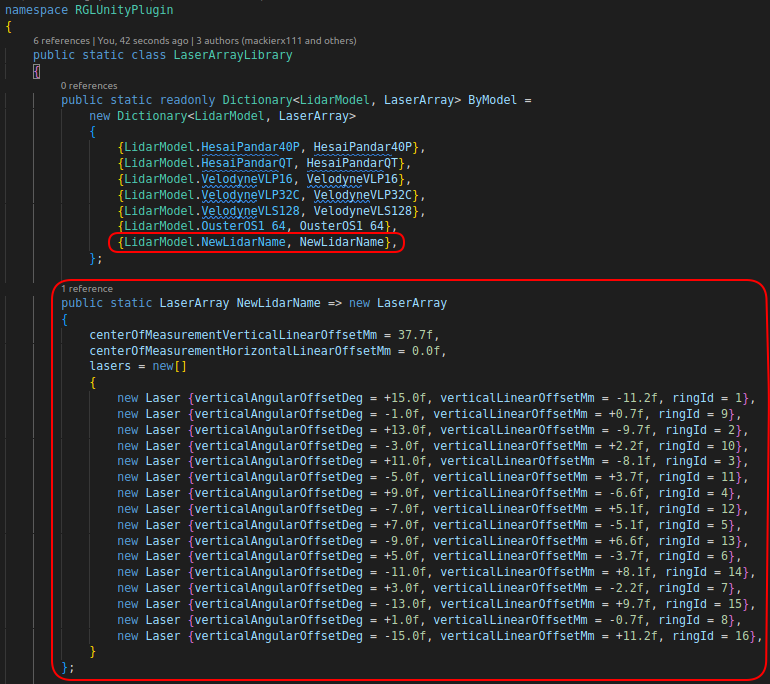 namespace RGLUnityPlugin
{
6 references | You, 42 seconds ago | 3 authors (mackierx111 and others)
public static class LaserArrayLibrary
{
0 references
public static readonly Dictionary<LidarModel, LaserArray> ByModel =
new Dictionary<LidarModel, LaserArray>
{
{LidarModel.HesaiPandar40P, HesaiPandar40P},
{LidarModel.HesaiPandarQT, HesaiPandarQT},
{LidarModel.VelodyneVLP16, VelodyneVLP16},
{LidarModel.VelodyneVLP32C, VelodyneVLP32C},
{LidarModel.VelodyneVLS128, VelodyneVLS128},
{LidarModel.OusterOS1_64, OusterOS1_64},
{LidarModel.NewLidarName, NewLidarName},
};
1 reference
public static LaserArray NewLidarName => new LaserArray
{
centerOfMeasurementVerticalLinearOffsetMm = 37.7f,
centerOfMeasurementHorizontalLinearOffsetMm = 0.0f,
lasers = new[]
{
new Laser {verticalAngularOffsetDeg = +15.0f, verticalLinearOffsetMm = -11.2f, ringId = 1},
new Laser {verticalAngularOffsetDeg = -1.0f, verticalLinearOffsetMm = +0.7f, ringId = 9},
new Laser {verticalAngularOffsetDeg = +13.0f, verticalLinearOffsetMm = -9.7f, ringId = 2},
new Laser {verticalAngularOffsetDeg = -3.0f, verticalLinearOffsetMm = +2.2f, ringId = 10},
new Laser {verticalAngularOffsetDeg = +11.0f, verticalLinearOffsetMm = -8.1f, ringId = 3},
new Laser {verticalAngularOffsetDeg = -5.0f, verticalLinearOffsetMm = +3.7f, ringId = 11},
new Laser {verticalAngularOffsetDeg = +9.0f, verticalLinearOffsetMm = -6.6f, ringId = 4},
new Laser {verticalAngularOffsetDeg = -7.0f, verticalLinearOffsetMm = +5.1f, ringId = 12},
new Laser {verticalAngularOffsetDeg = +7.0f, verticalLinearOffsetMm = -5.1f, ringId = 5},
new Laser {verticalAngularOffsetDeg = -9.0f, verticalLinearOffsetMm = +6.6f, ringId = 13},
new Laser {verticalAngularOffsetDeg = +5.0f, verticalLinearOffsetMm = -3.7f, ringId = 6},
new Laser {verticalAngularOffsetDeg = -11.0f, verticalLinearOffsetMm = +8.1f, ringId = 14},
new Laser {verticalAngularOffsetDeg = +3.0f, verticalLinearOffsetMm = -2.2f, ringId = 7},
new Laser {verticalAngularOffsetDeg = -13.0f, verticalLinearOffsetMm = +9.7f, ringId = 15},
new Laser {verticalAngularOffsetDeg = +1.0f, verticalLinearOffsetMm = -0.7f, ringId = 8},
new Laser {verticalAngularOffsetDeg = -15.0f, verticalLinearOffsetMm = +11.2f, ringId = 16},
}
};